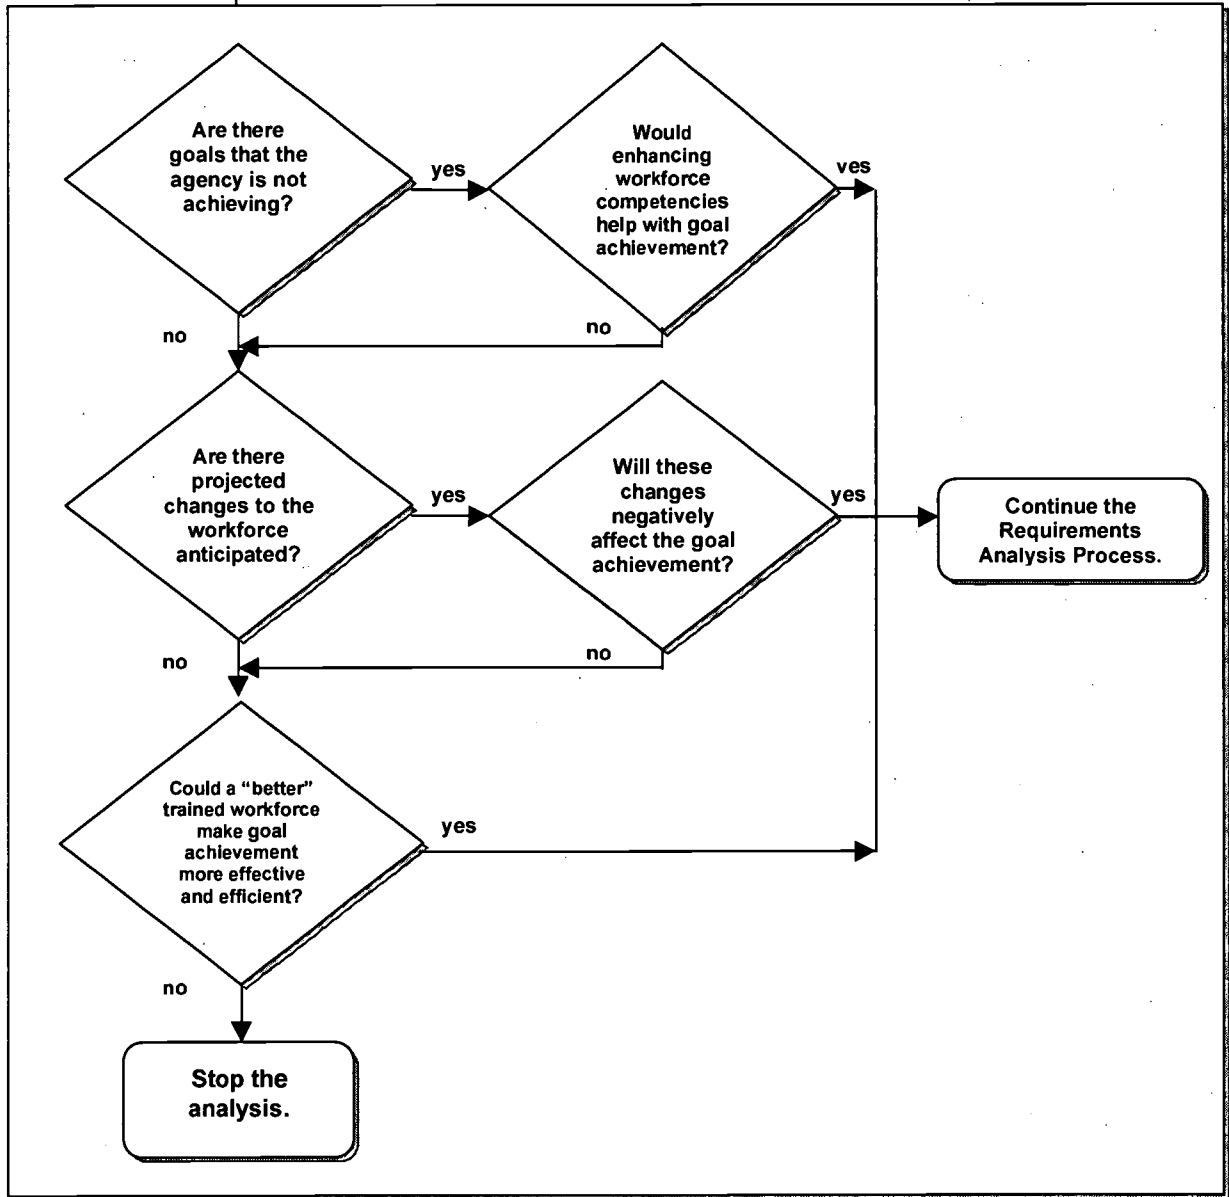 Are there
goals that the
agency is not
achieving?
yes
Would
enhancing
workforce
competencies
help with goal
achievement?
yes
no
no
Are there
projected
changes to the
workforce
anticipated?
yes
Will these
changes
negatively
affect the goal
achievement?
yes
Continue the
Requirements
Analysis Process.
no
no
Could a “better”
trained workforce
make goal
achievement
more effective
and efficient?
yes
no
Stop the
analysis.